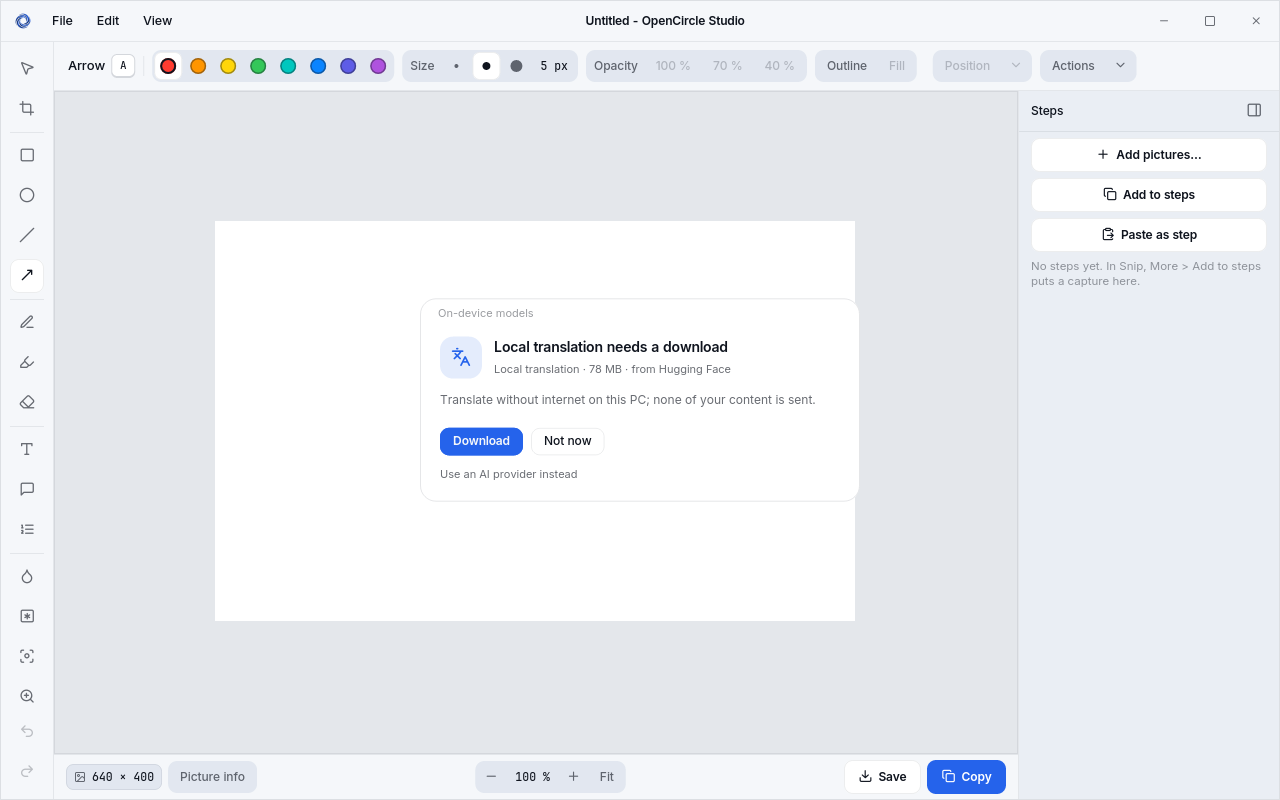 File Edit View
Untitled - OpenCircle Studio
Arrow A
Size 5 px
Opacity 100 % 70 % 40 %
Outline Fill
Position
Actions
Steps
Add pictures...
Add to steps
Paste as step
No steps yet. In Snip, More > Add to steps
puts a capture here.
On-device models
Local translation needs a download
Local translation · 78 MB · from Hugging Face
Translate without internet on this PC; none of your content is sent.
Download Not now
Use an AI provider instead
640 × 400
Picture info
100 %
Fit
Save
Copy